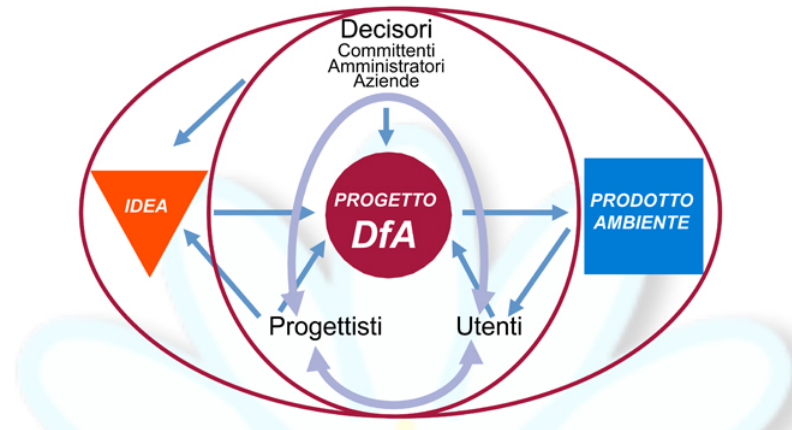 Decisori
Committenti
Amministratori
Aziende
IDEA
PROGETTO
DfA
PRODOTTO
AMBIENTE
Progettisti
Utenti